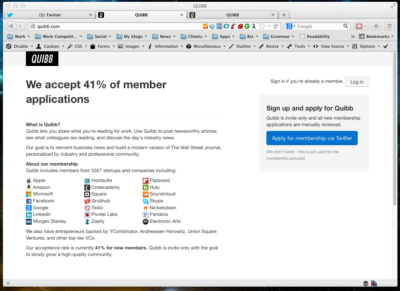 QUIBB
(1) Twitter
QUIBB
QUIBB
quibb.com
Google
Work
Work Competit...
Social
My blogs
News
Clients
Apps
Biz
Grammar
Readability
Bookmarks
Disable
Cookies
CSS
Forms
Images
Information
Miscellaneous
Outline
Resize
Tools
View Source
Options
QUIBB
We accept 41% of member
applications
Sign in if you're already a member.
Log in
Sign up and apply for Quibb
Quibb is invite-only and all new membership
applications are manually reviewed.
Apply for membership via Twitter
We don't tweet - this is just used for the
membership process.
What is Quibb?
Quibb lets you share what you're reading for work. Use Quibb to post newsworthy articles,
see what colleagues are reading, and discuss the day's industry news.
Our goal is to reinvent business news and build a modern version of The Wall Street Journal,
personalized by industry and professional community.
About our membership
Quibb includes members from 3327 startups and companies including:
Apple
Hootsuite
Flipboard
Amazon
Codecademy
Hulu
Microsoft
Square
Soundcloud
Facebook
Grubhub
Skype
Google
Twilio
Nickelodeon
LinkedIn
Pivotal Labs
Pandora
Morgan Stanley
Zaarly
Electronic Arts
We also have entrepreneurs backed by YCombinator, Andreessen Horowitz, Union Square
Ventures, and other top-tier VCs.
Our acceptance rate is currently 41% for new members. Quibb is invite-only with the goal
to slowly grow a high-quality community.